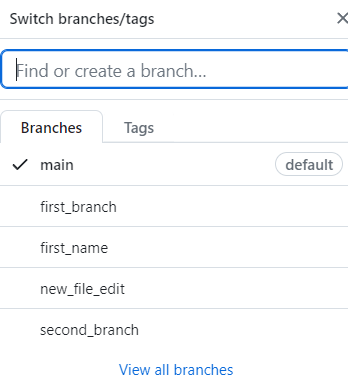 Switch branches/tags
Find or create a branch...
Branches Tags
main default
first_branch
first_name
new_file_edit
second_branch
View all branches